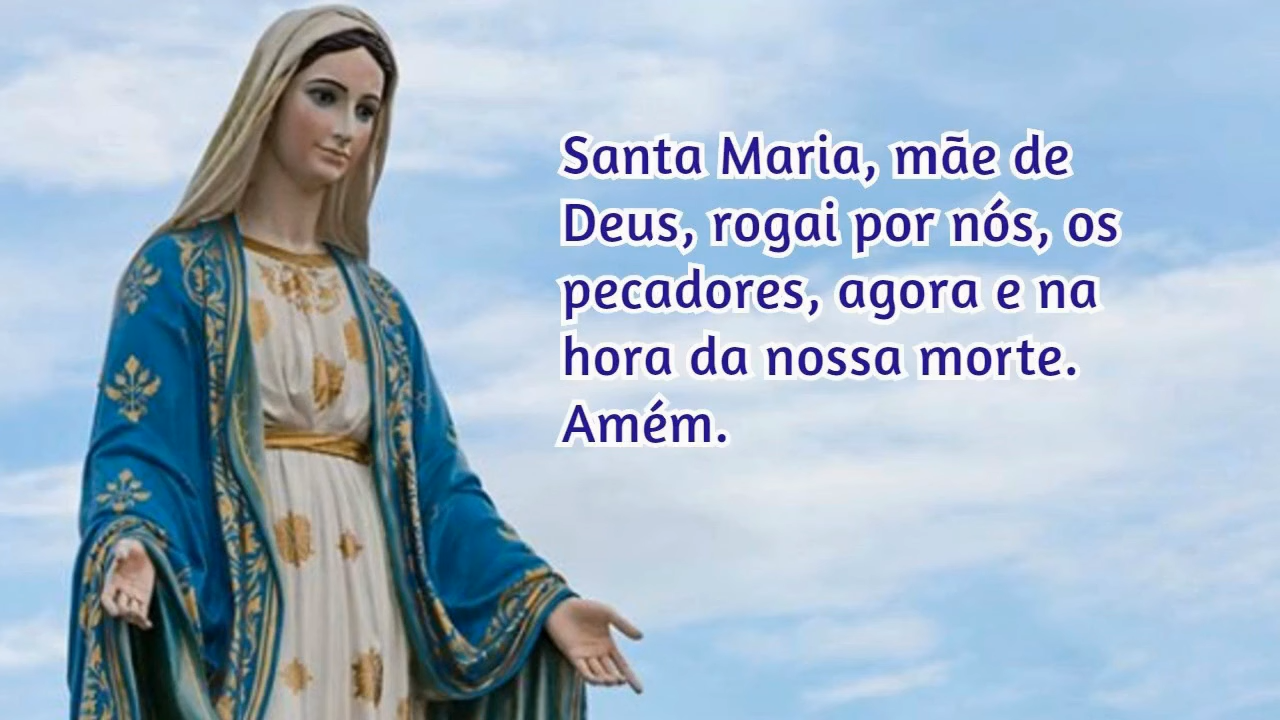 Santa Maria, mãe de
Deus, rogai por nós, os
pecadores, agora e na
hora da nossa morte.
Amém.